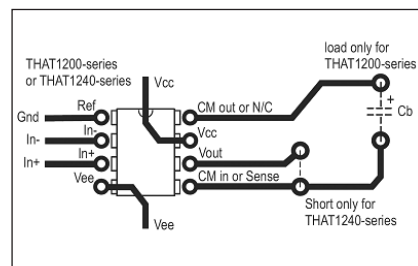 THAT1200-series
or THAT1240-series
Vcc
load only for
THAT1200-series
Ref
Gnd
CM out or N/C
+
Cb
In-
In-
Vcc
In+
In+
Vout
Vee
CM in or Sense
Vee
Short only for
THAT1240-series